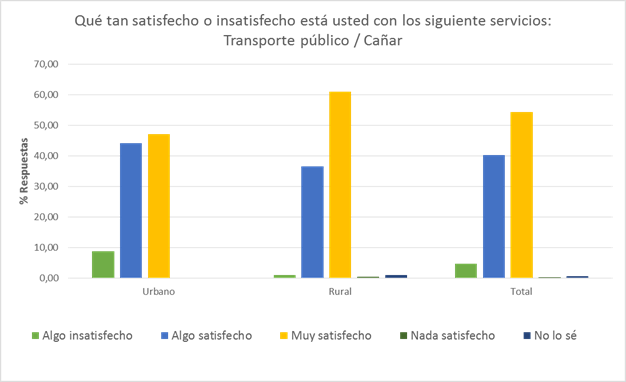 Qué tan satisfecho o insatisfecho está usted con los siguiente servicios:
Transporte público / Cañar
% Respuestas
70,00
60,00
50,00
40,00
30,00
20,00
10,00
0,00
Urbano Rural Total
Algo insatisfecho Algo satisfecho Muy satisfecho Nada satisfecho No lo sé